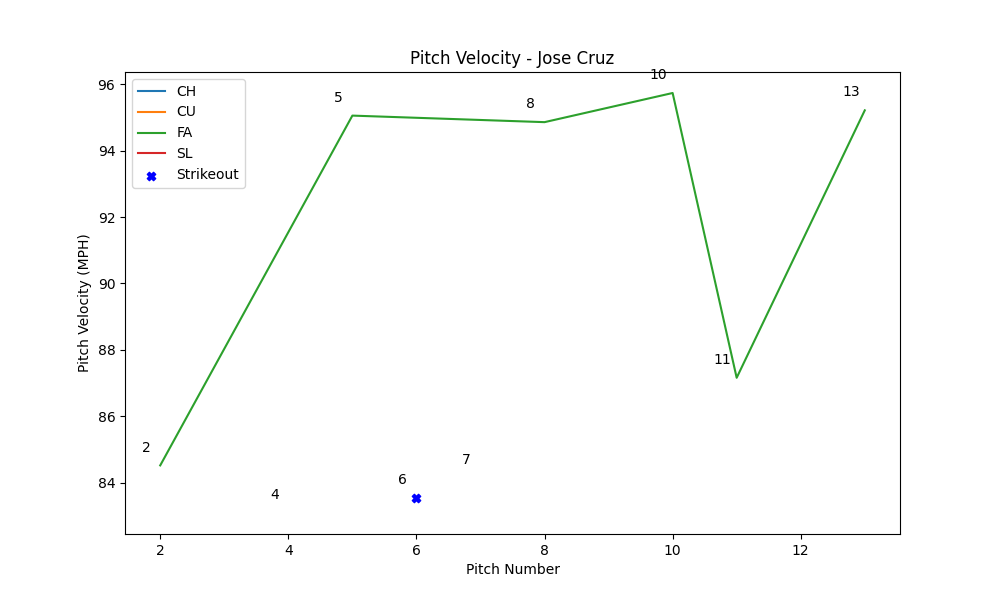 Pitch Velocity - Jose Cruz
CH
CU
FA
SL
Strikeout
96
94
92
90
88
86
84
Pitch Velocity (MPH)
2
4
5
6
7
8
10
11
13
2
4
6
8
10
12
Pitch Number